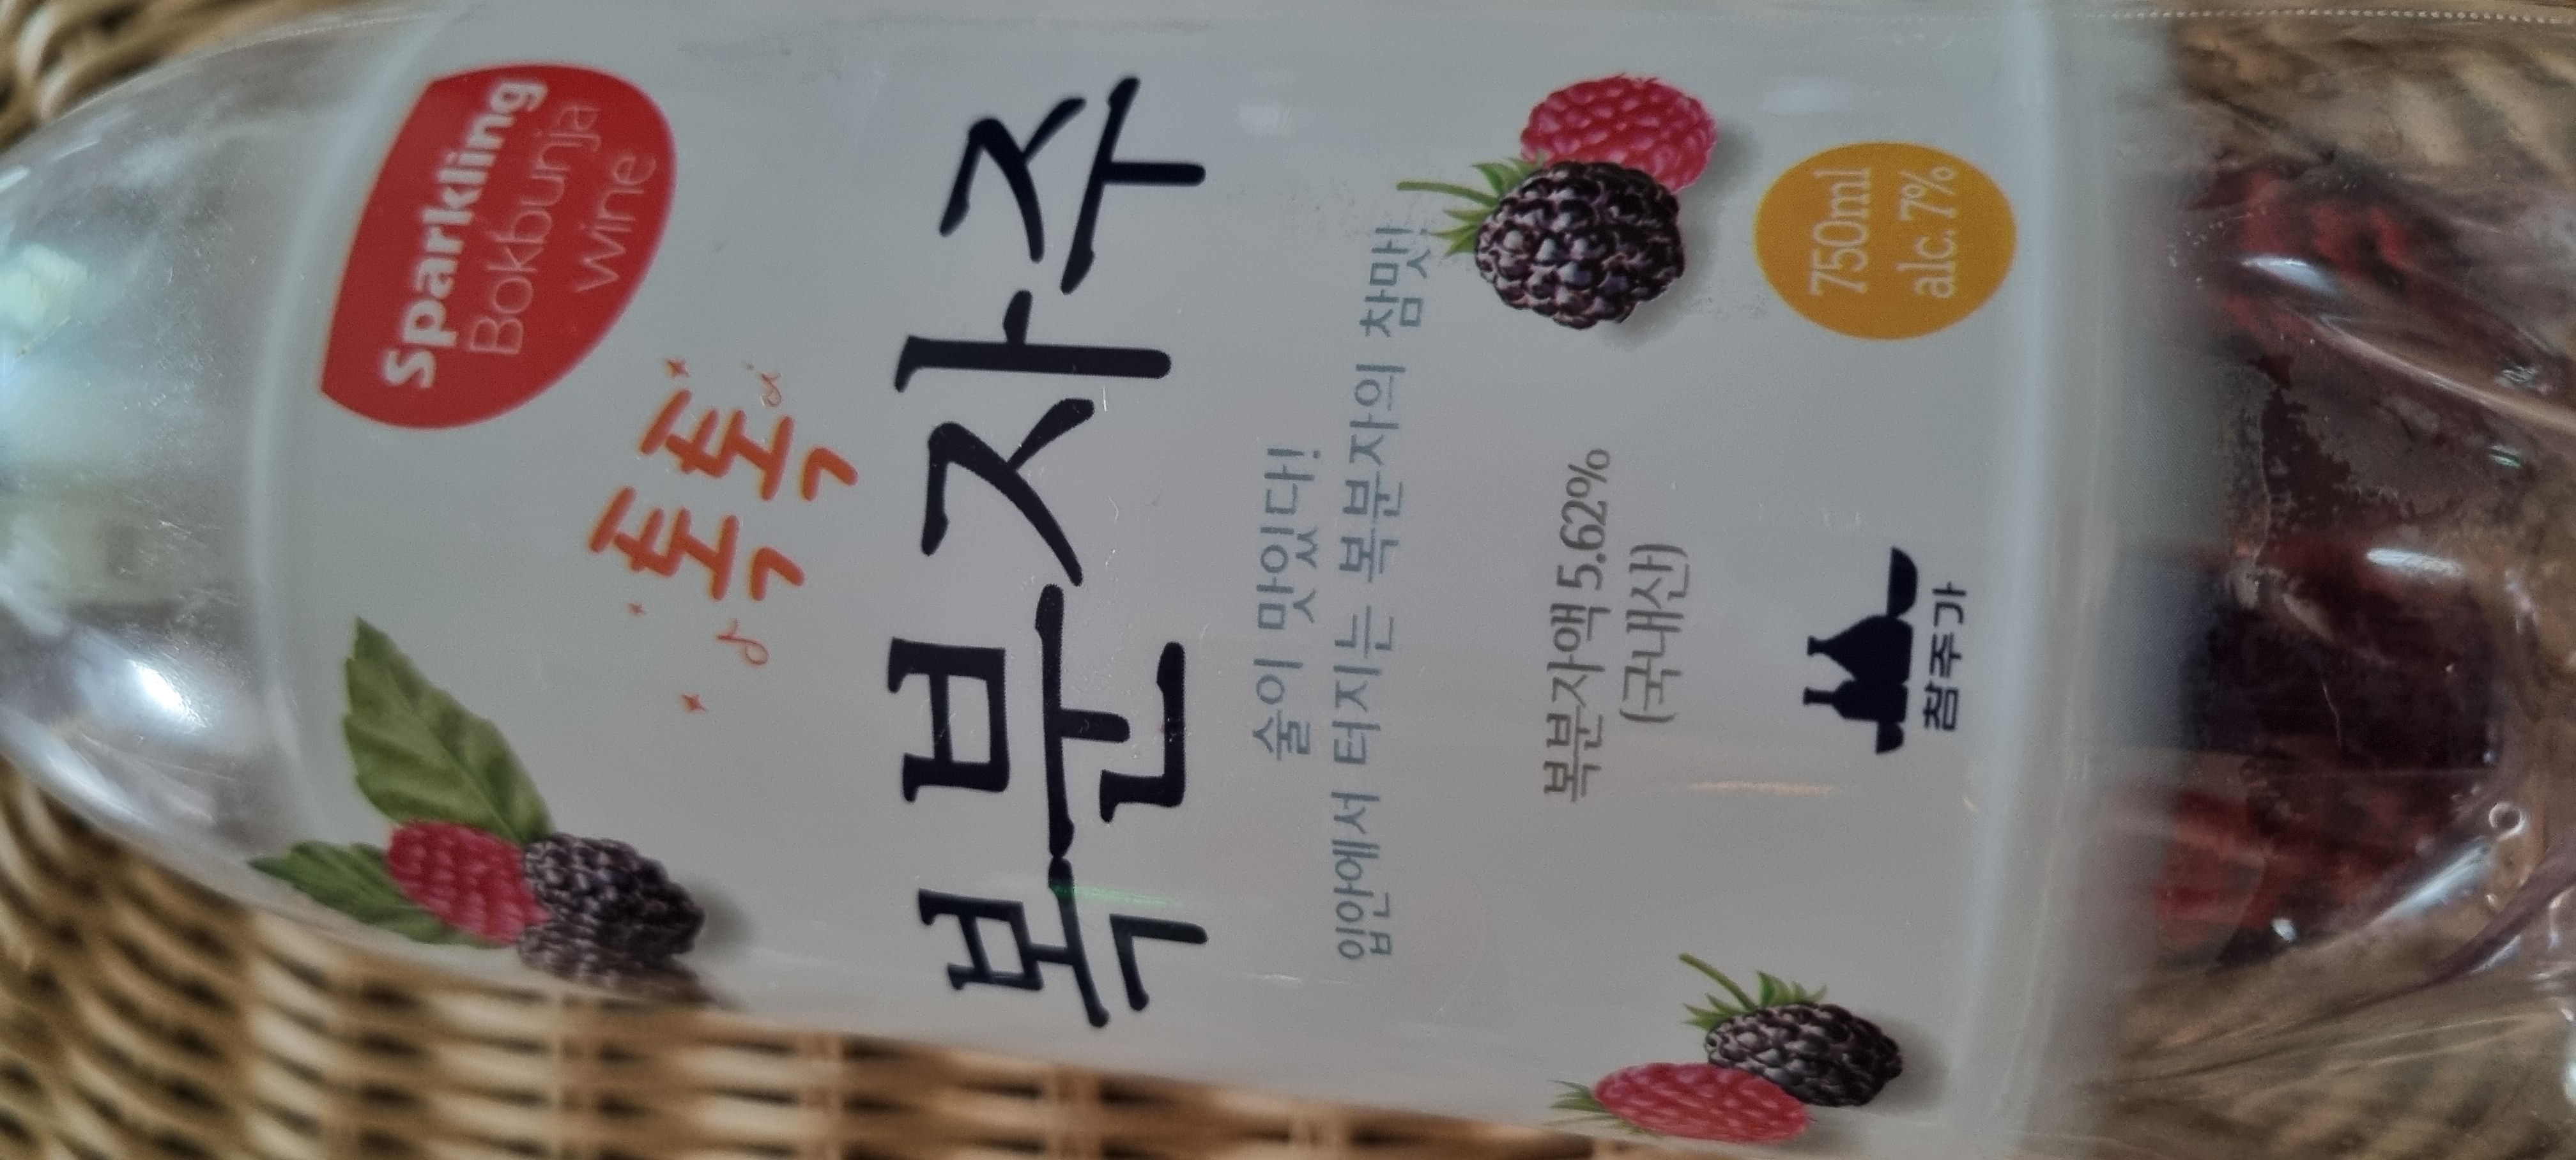 Sparkling
Bokbunja
wine
톡톡
복분자주
술이 맛있다!
입안에서 터지는 복분자의 참맛!
복분자액 5.62%
(국내산)
750ml
alc. 7%
참주가